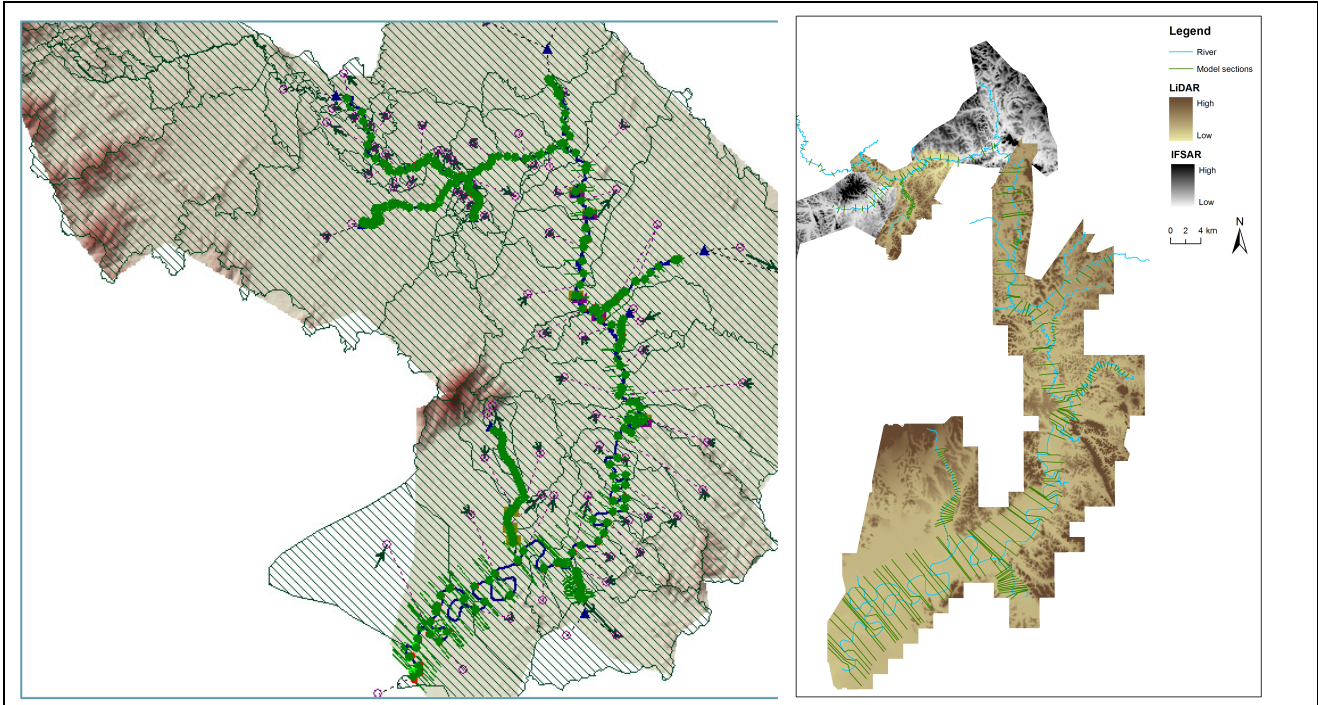 Legend
River
Model sections
LiDAR
High
Low
IFSAR
High
Low
N
0 2 4 km